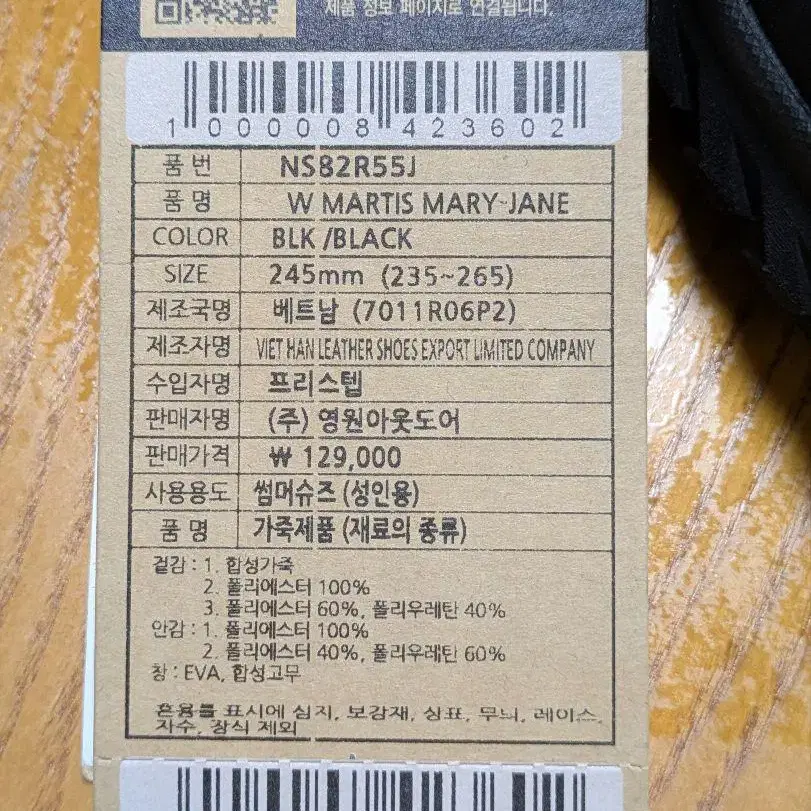 제품 정보 페이지로 연결됩니다.
1000008423602
품 번 NS82R55J
품 명 W MARTIS MARY-JANE
COLOR BLK /BLACK
SIZE 245mm (235~265)
제조국명 베트남 (7011R06P2)
제조자명 VIET HAN LEATHER SHOES EXPORT LIMITED COMPANY
수입자명 프리스텝
판매자명 (주) 영원아웃도어
판매가격 ₩ 129,000
사용용도 썸머슈즈 (성인용)
품 명 가죽제품 (재료의 종류)
겉감 : 1. 합성가죽
2. 폴리에스터 100%
3. 폴리에스터 60%, 폴리우레탄 40%
안감 : 1. 폴리에스터 100%
2. 폴리에스터 40%, 폴리우레탄 60%
창 : EVA, 합성고무
혼용률 표시에 심지, 보강재, 상표, 무늬, 레이스,
자수, 장식 제외